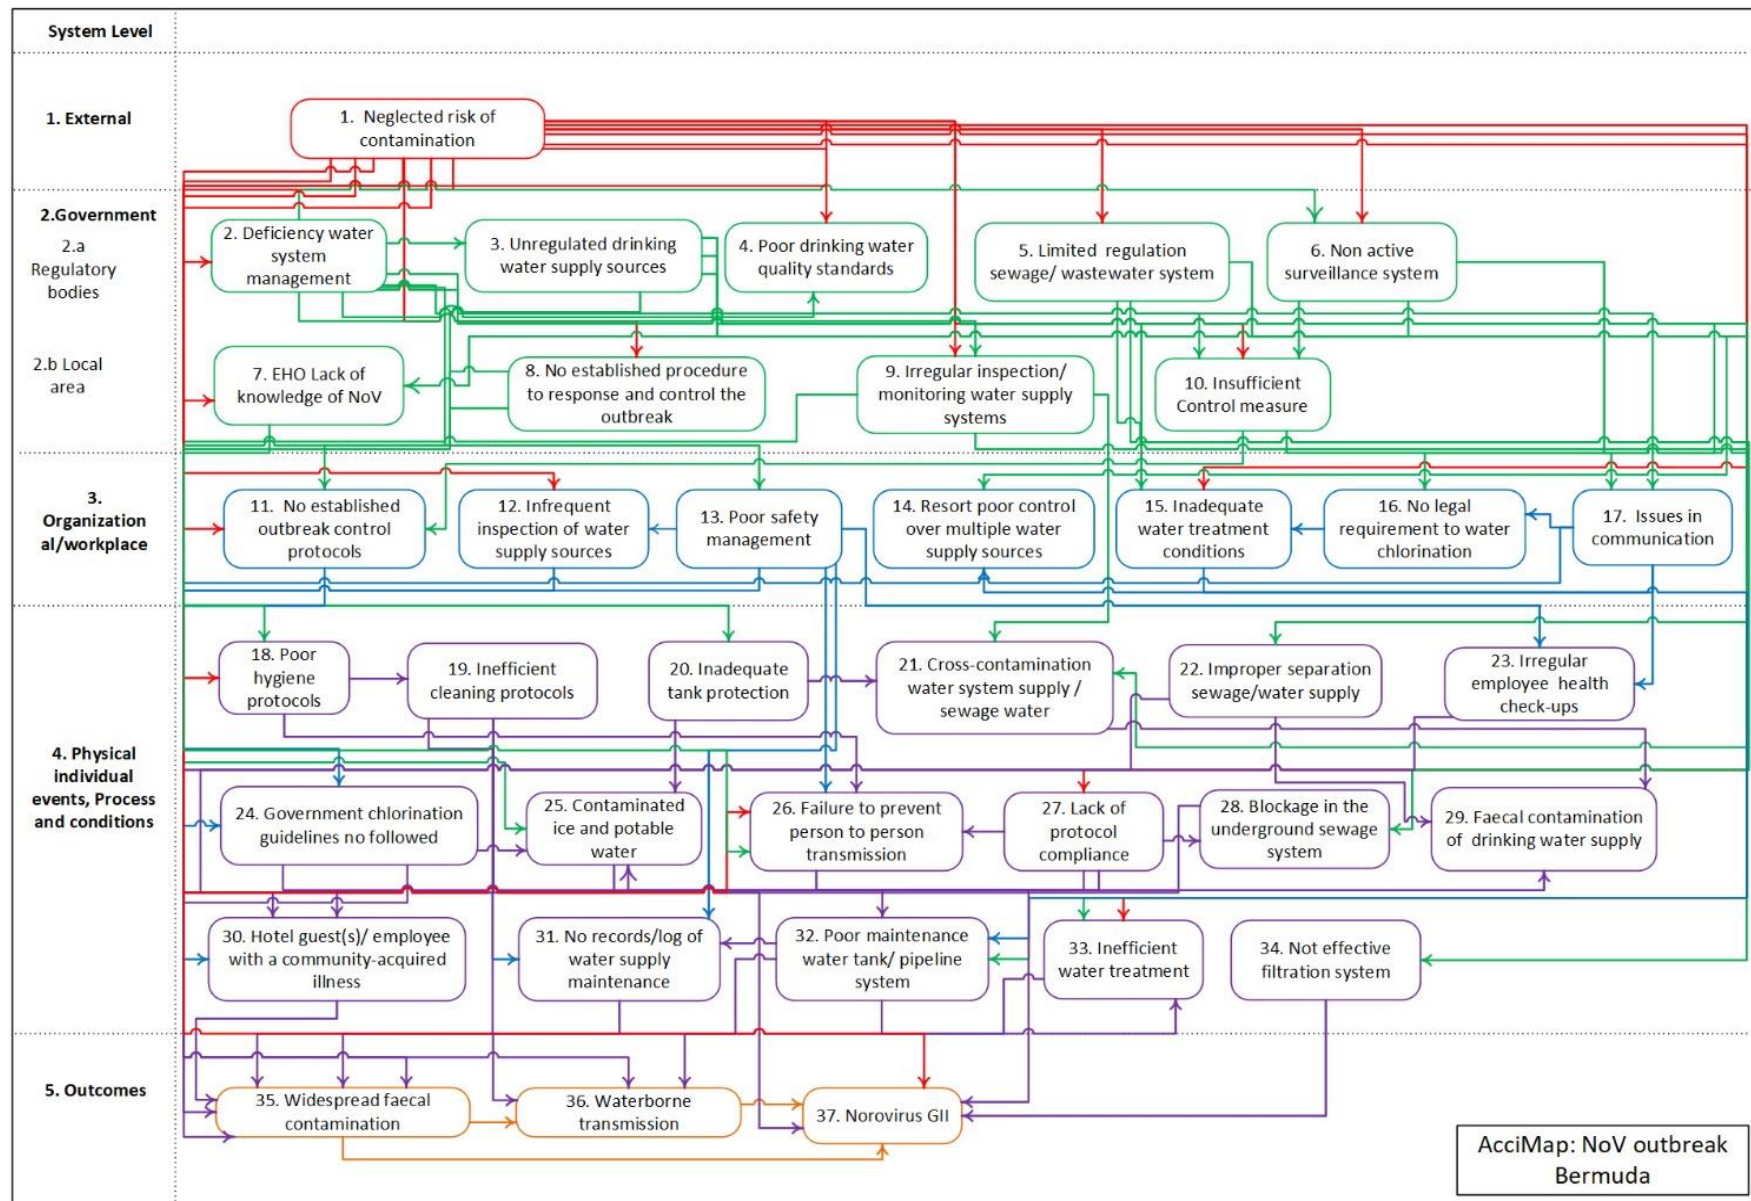 System Level
1. External
1. Neglected risk of
contamination
2.Government
2.a
Regulatory
bodies
2. Deficiency water
system
management
3. Unregulated drinking
water supply sources
4. Poor drinking water
quality standards
5. Limited regulation
sewage/ wastewater system
6. Non active
surveillance system
2.b Local
area
7. EHO Lack of
knowledge of NoV
8. No established procedure
to response and control the
outbreak
9. Irregular inspection/
monitoring water supply
systems
10. Insufficient
Control measure
3.
Organization
al/workplace
11. No established
outbreak control
protocols
12. Infrequent
inspection of water
supply sources
13. Poor safety
management
14. Resort poor control
over multiple water
supply sources
15. Inadequate
water treatment
conditions
16. No legal
requirement to water
chlorination
17. Issues in
communication
4. Physical
individual
events, Process
and conditions
18. Poor
hygiene
protocols
19. Inefficient
cleaning protocols
20. Inadequate
tank protection
21. Cross-contamination
water system supply /
sewage water
22. Improper separation
sewage/water supply
23. Irregular
employee health
check-ups
24. Government chlorination
guidelines no followed
25. Contaminated
ice and potable
water
26. Failure to prevent
person to person
transmission
27. Lack of
protocol
compliance
28. Blockage in the
underground sewage
system
29. Faecal contamination
of drinking water supply
30. Hotel guest(s)/ employee
with a community-acquired
illness
31. No records/log of
water supply
maintenance
32. Poor maintenance
water tank/ pipeline
system
33. Inefficient
water treatment
34. Not effective
filtration system
5. Outcomes
35. Widespread faecal
contamination
36. Waterborne
transmission
37. Norovirus GII
AcciMap: NoV outbreak
Bermuda